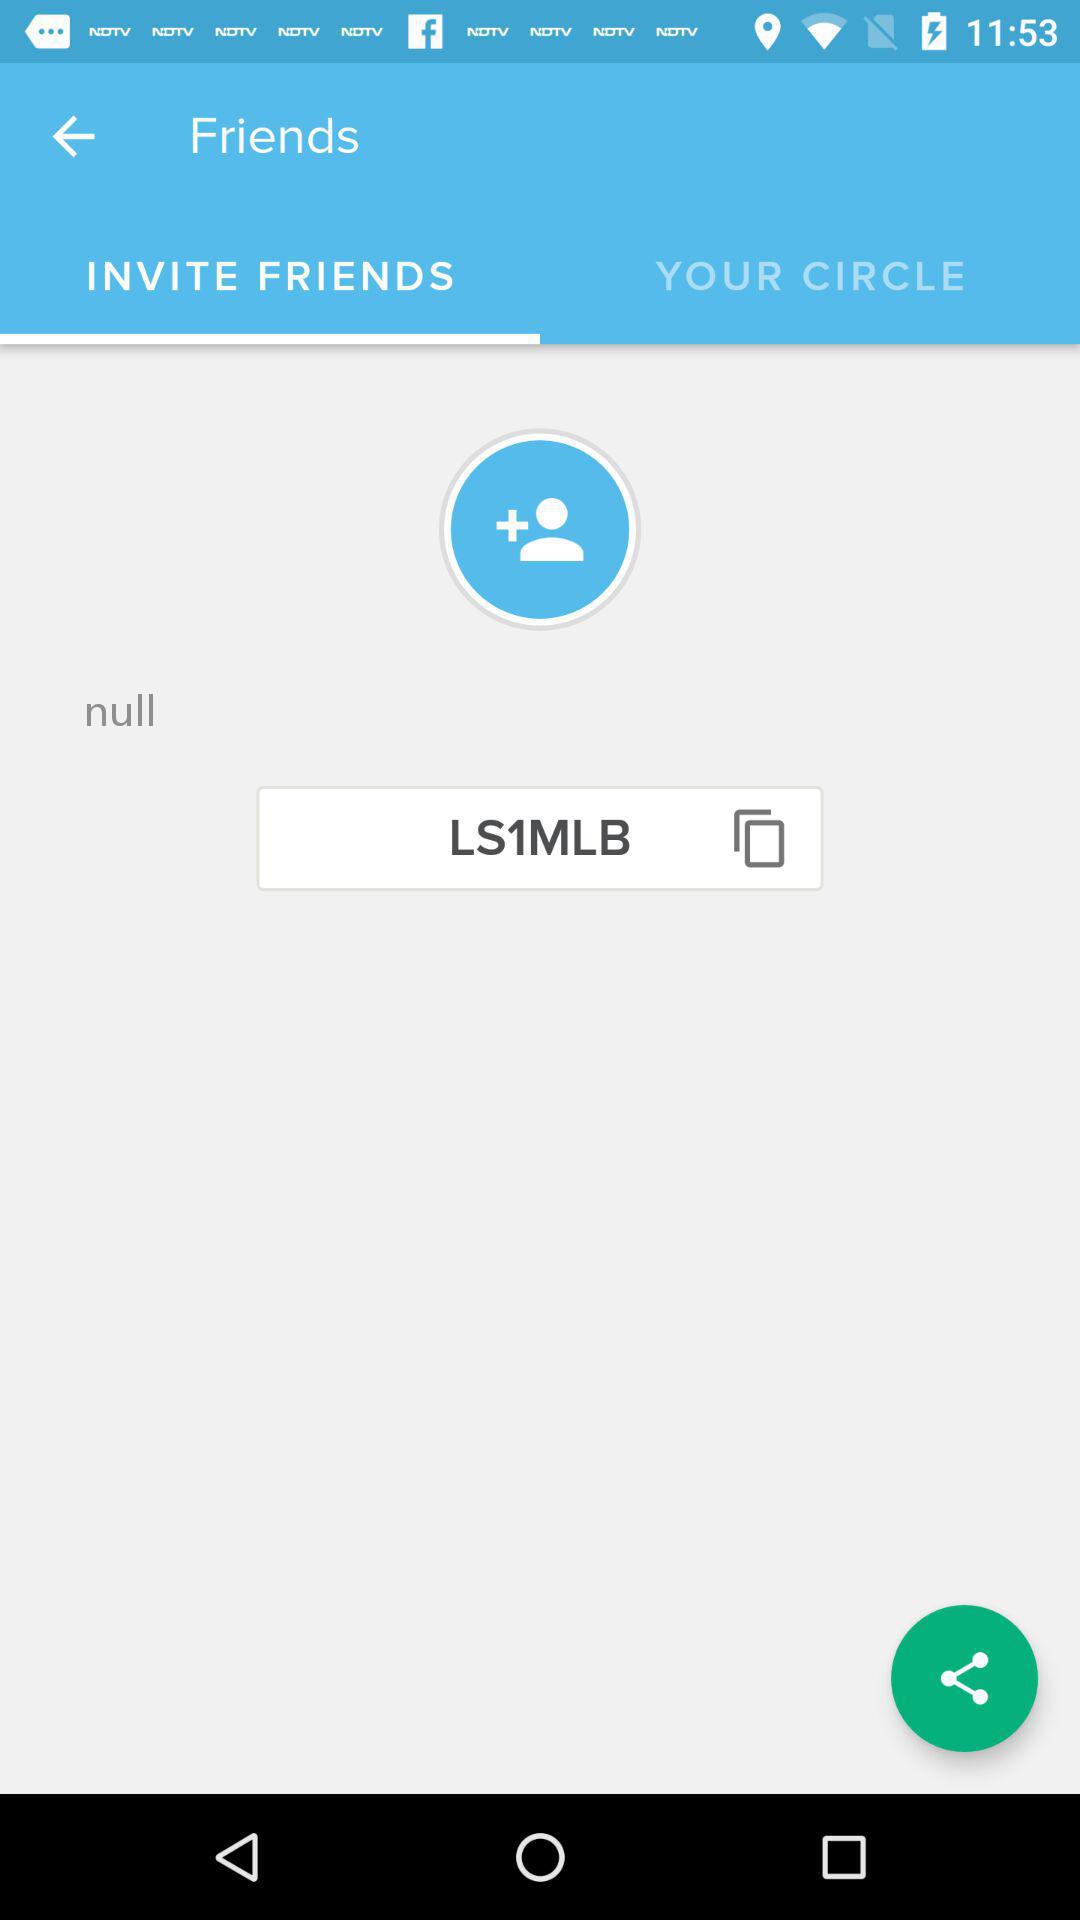 NDTV NDTV NDTV NDTV NDTV NDTV NDTV NDTV NDTV 11:53
Friends
INVITE FRIENDS YOUR CIRCLE
null
LS1MLB